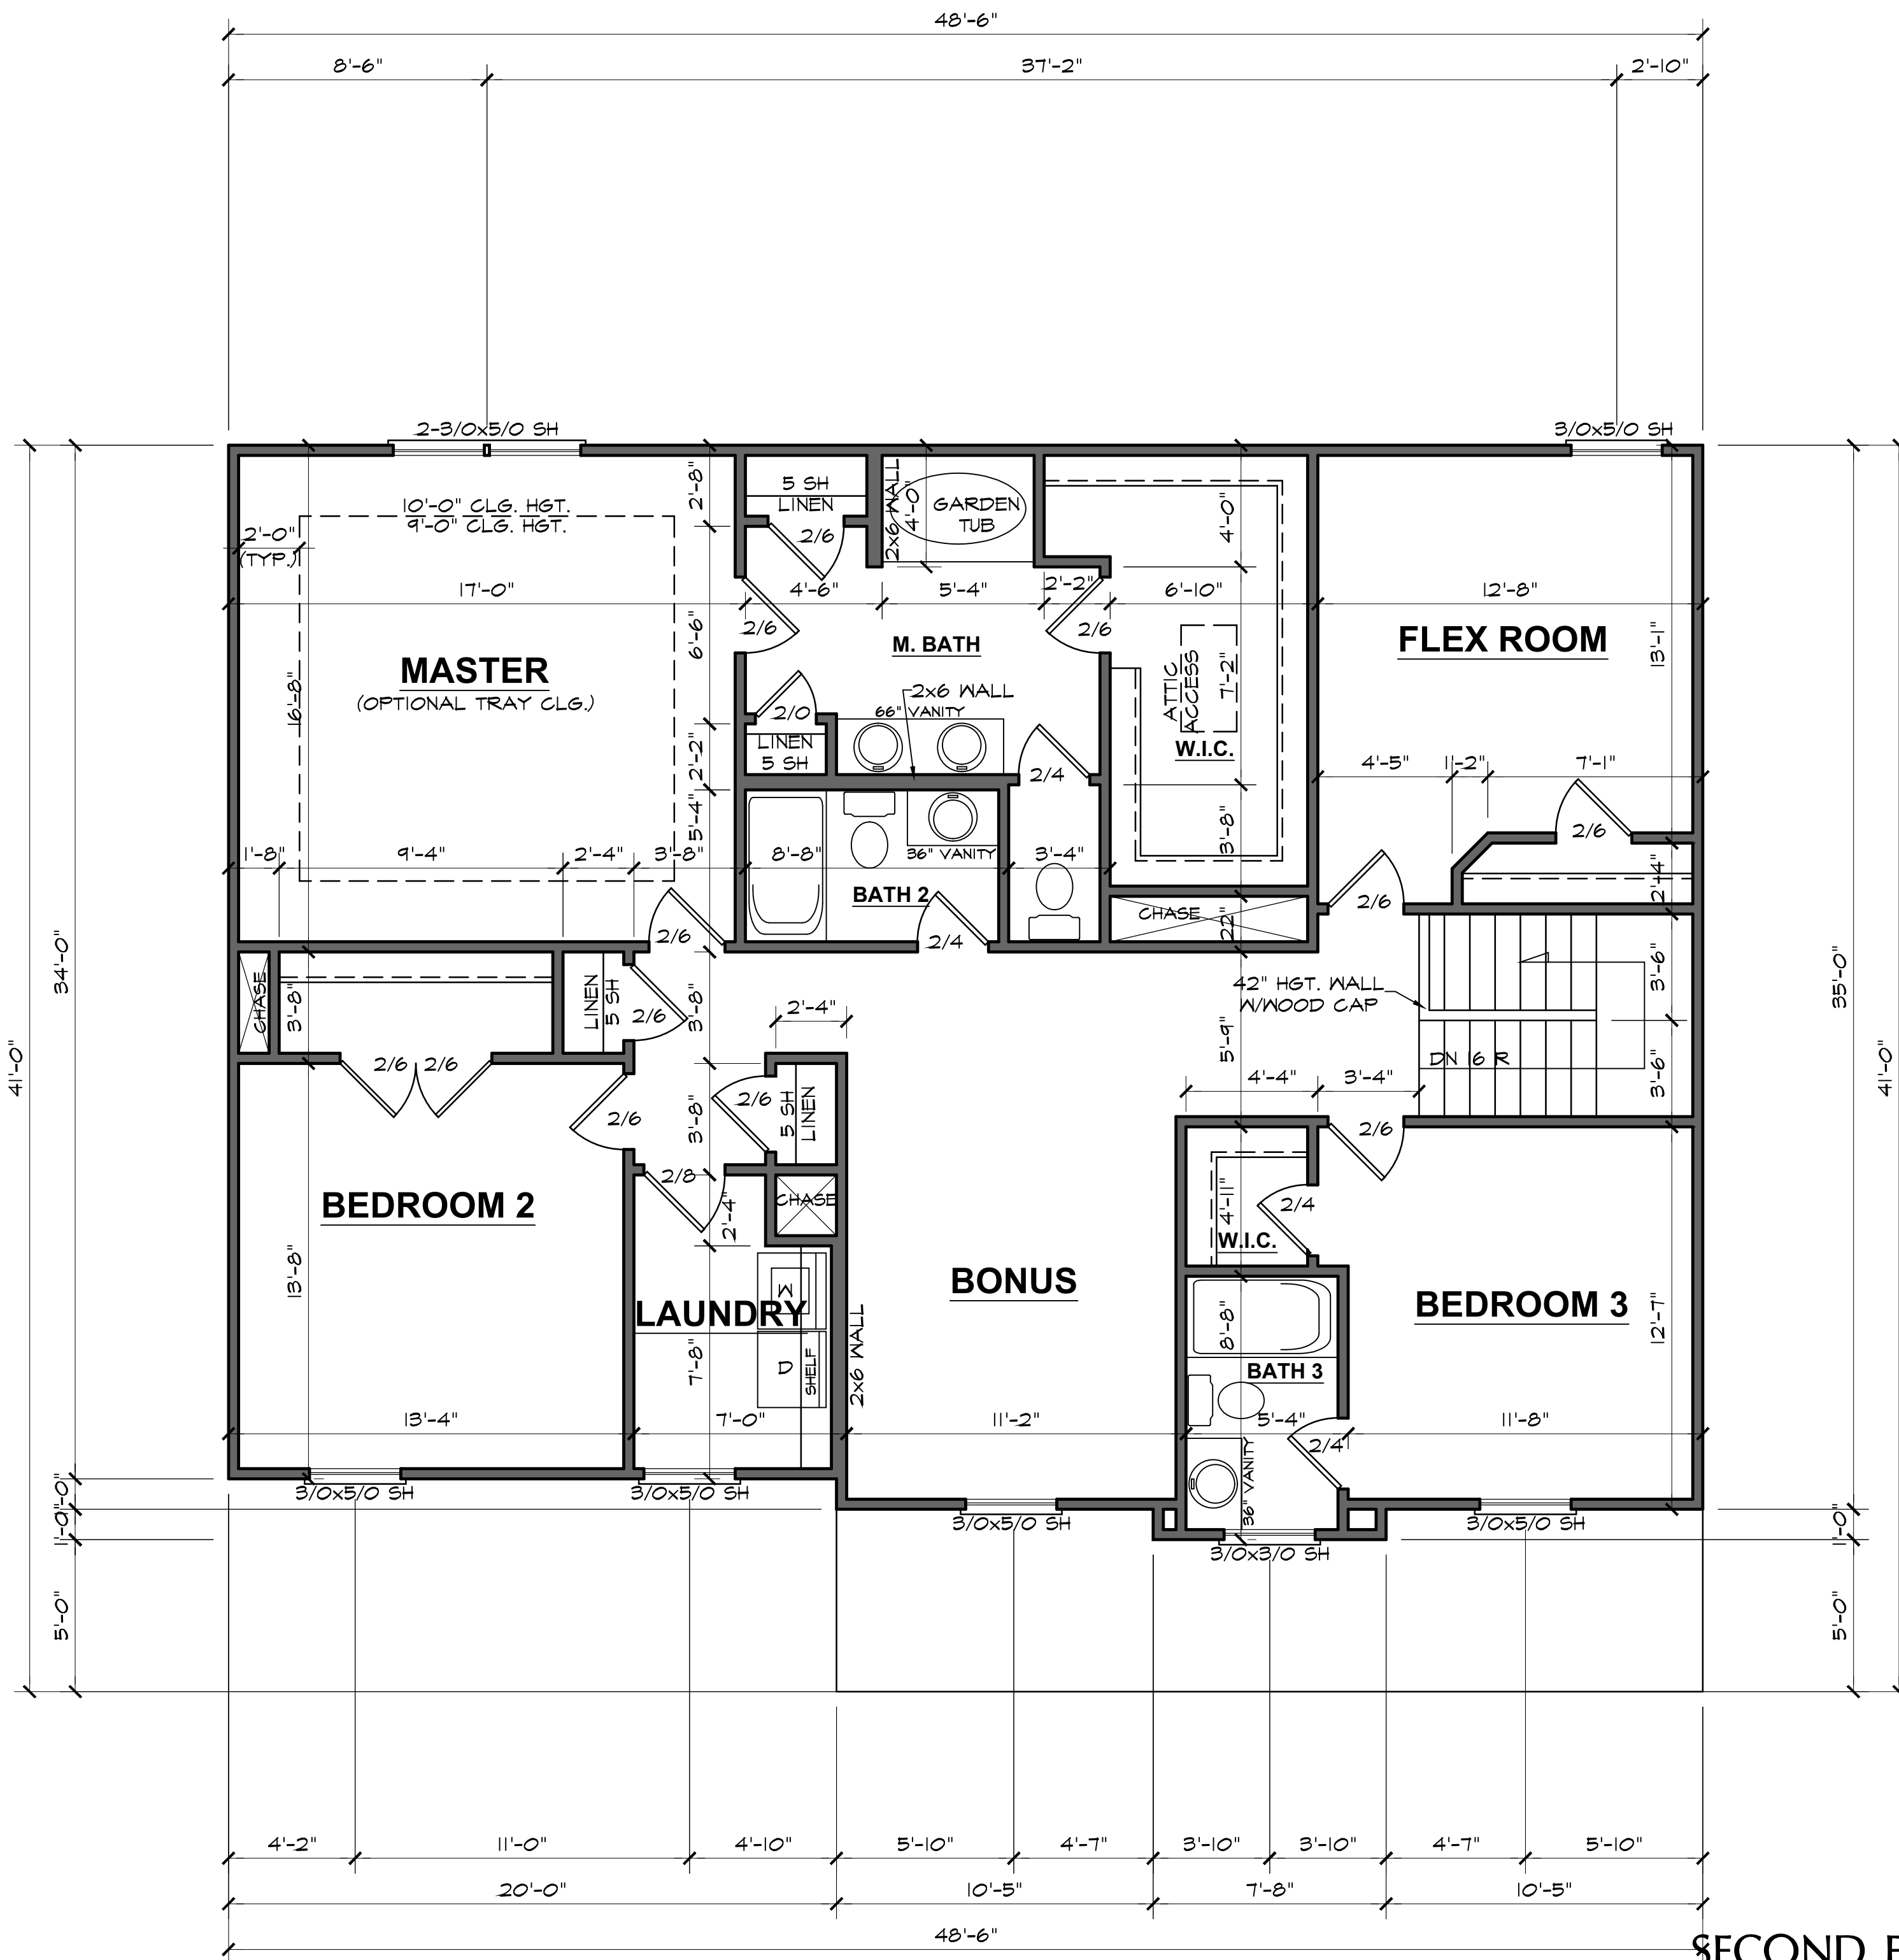 48'-6"
8'-6" 37'-2" 2'-10"
2-3/0x5/0 SH
3/0x5/0 SH
10'-0" CLG. HGT.
9'-0" CLG. HGT.
2'-0"
(TYP.)
2'-8"
5 SH
LINEN
2/6
2x6 WALL
4'-0"
GARDEN
TUB
4'-0"
17'-0" 4'-6" 5'-4" 2'-2" 6'-10" 12'-8"
2/6
2/6
6'-6"
MASTER
(OPTIONAL TRAY CLG.)
16'-8"
M. BATH
FLEX ROOM
13'-1"
ATTIC
ACCESS
7'-2"
W.I.C.
2x6 WALL
66" VANITY
2/0
LINEN
5 SH
2'-2"
2/4
4'-5" 1'-2" 7'-1"
2/6
5'-4"
3'-8"
1'-8" 9'-4" 2'-4" 3'-8" 8'-8" 3'-4"
36" VANITY
BATH 2
2/6
2/4
CHASE
22"
2/6
2'-4"
34'-0"
41'-0"
35'-0"
41'-0"
CHASE
3'-8"
LINEN
5 SH
2/6
3'-8"
2'-4"
42" HGT. WALL
W/WOOD CAP
5'-9"
3'-6"
3'-6"
DN 16 R
2/6 2/6
2/6
2/6
5 SH
LINEN
3'-8"
4'-4" 3'-4"
2/6
2/8
2'-4"
CHASE
BEDROOM 2
13'-8"
4'-11"
2/4
W.I.C.
BONUS
LAUNDRY
W
D
SHELF
7'-8"
2x6 WALL
8'-8"
BATH 3
BEDROOM 3
12'-7"
13'-4" 7'-0" 11'-2" 5'-4" 11'-8"
2/4
36" VANITY
3/0x5/0 SH
3/0x5/0 SH
3/0x5/0 SH
3/0x3/0 SH
3/0x5/0 SH
1'-0"
1'-0"
5'-0"
1'-0"
5'-0"
4'-2" 11'-0" 4'-10" 5'-10" 4'-7" 3'-10" 3'-10" 4'-7" 5'-10"
20'-0" 10'-5" 7'-8" 10'-5"
48'-6"
SECOND